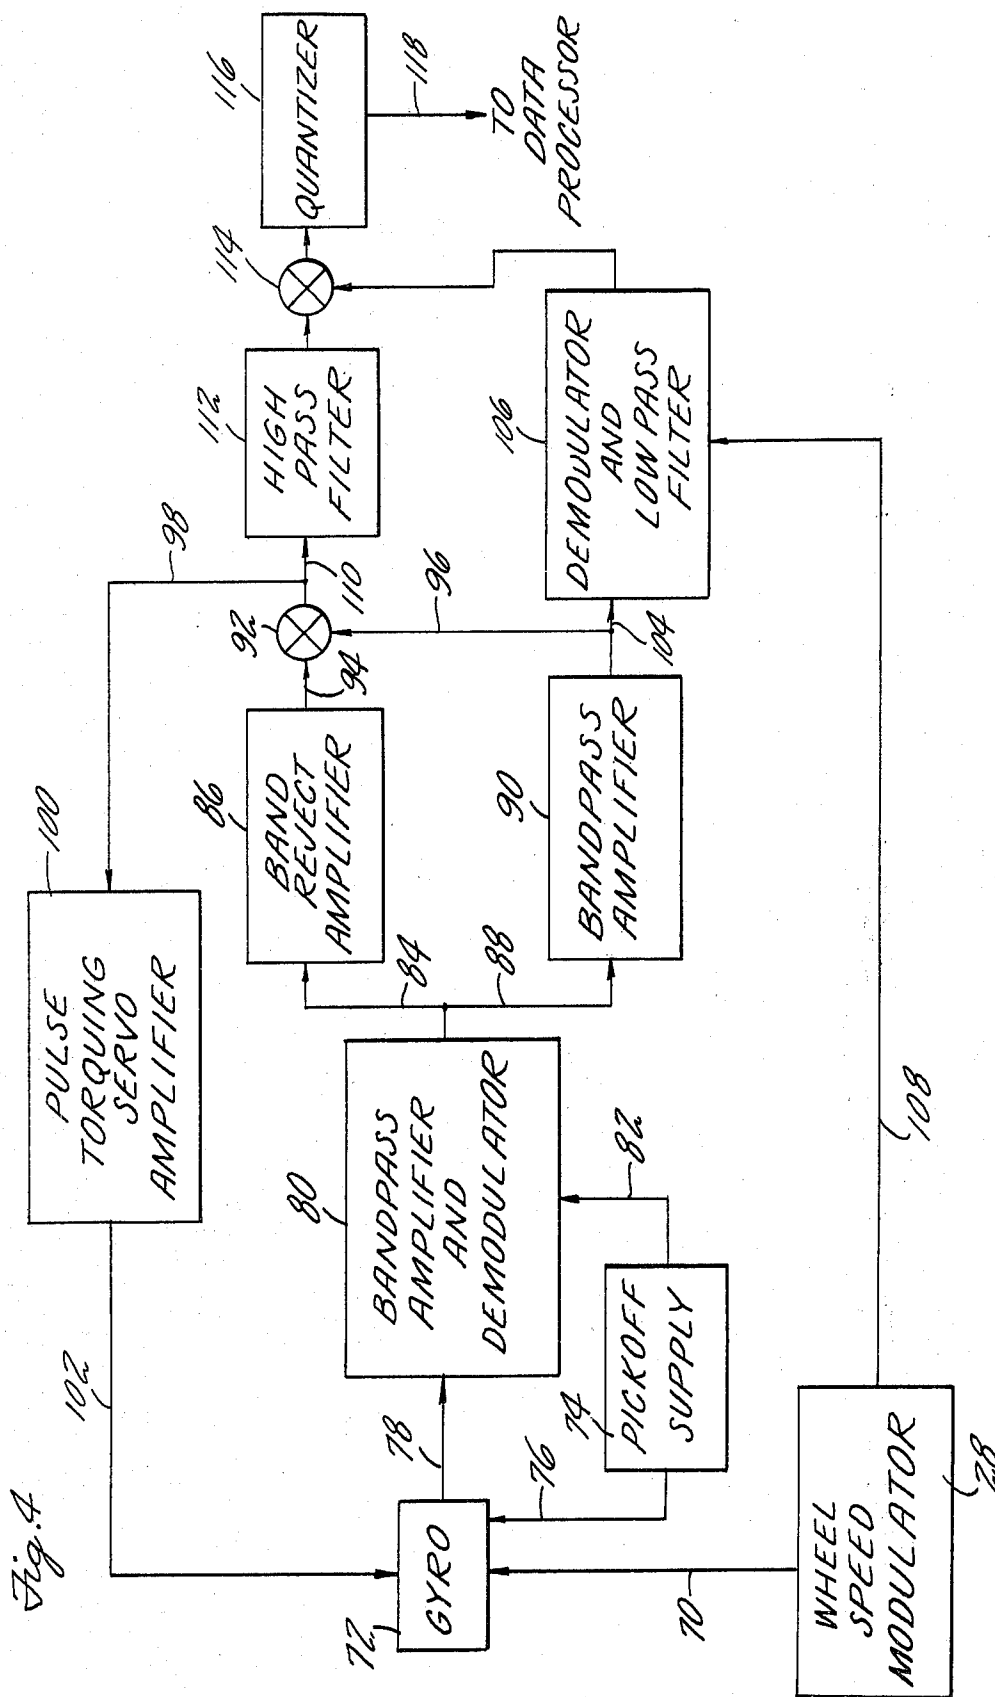 Fig. 4
102
PULSE
TORQUING
SERVO
AMPLIFIER
100
98
72
GYRO
78
80
BANDPASS
AMPLIFIER
AND
DEMODULATOR
84
88
86
BAND
REJECT
AMPLIFIER
94
92
110
112
HIGH
PASS
FILTER
114
116
QUANTIZER
118
TO
DATA
PROCESSOR
76
74
PICKOFF
SUPPLY
82
90
BANDPASS
AMPLIFIER
96
104
106
DEMODULATOR
AND
LOW PASS
FILTER
70
WHEEL
SPEED
MODULATOR
108